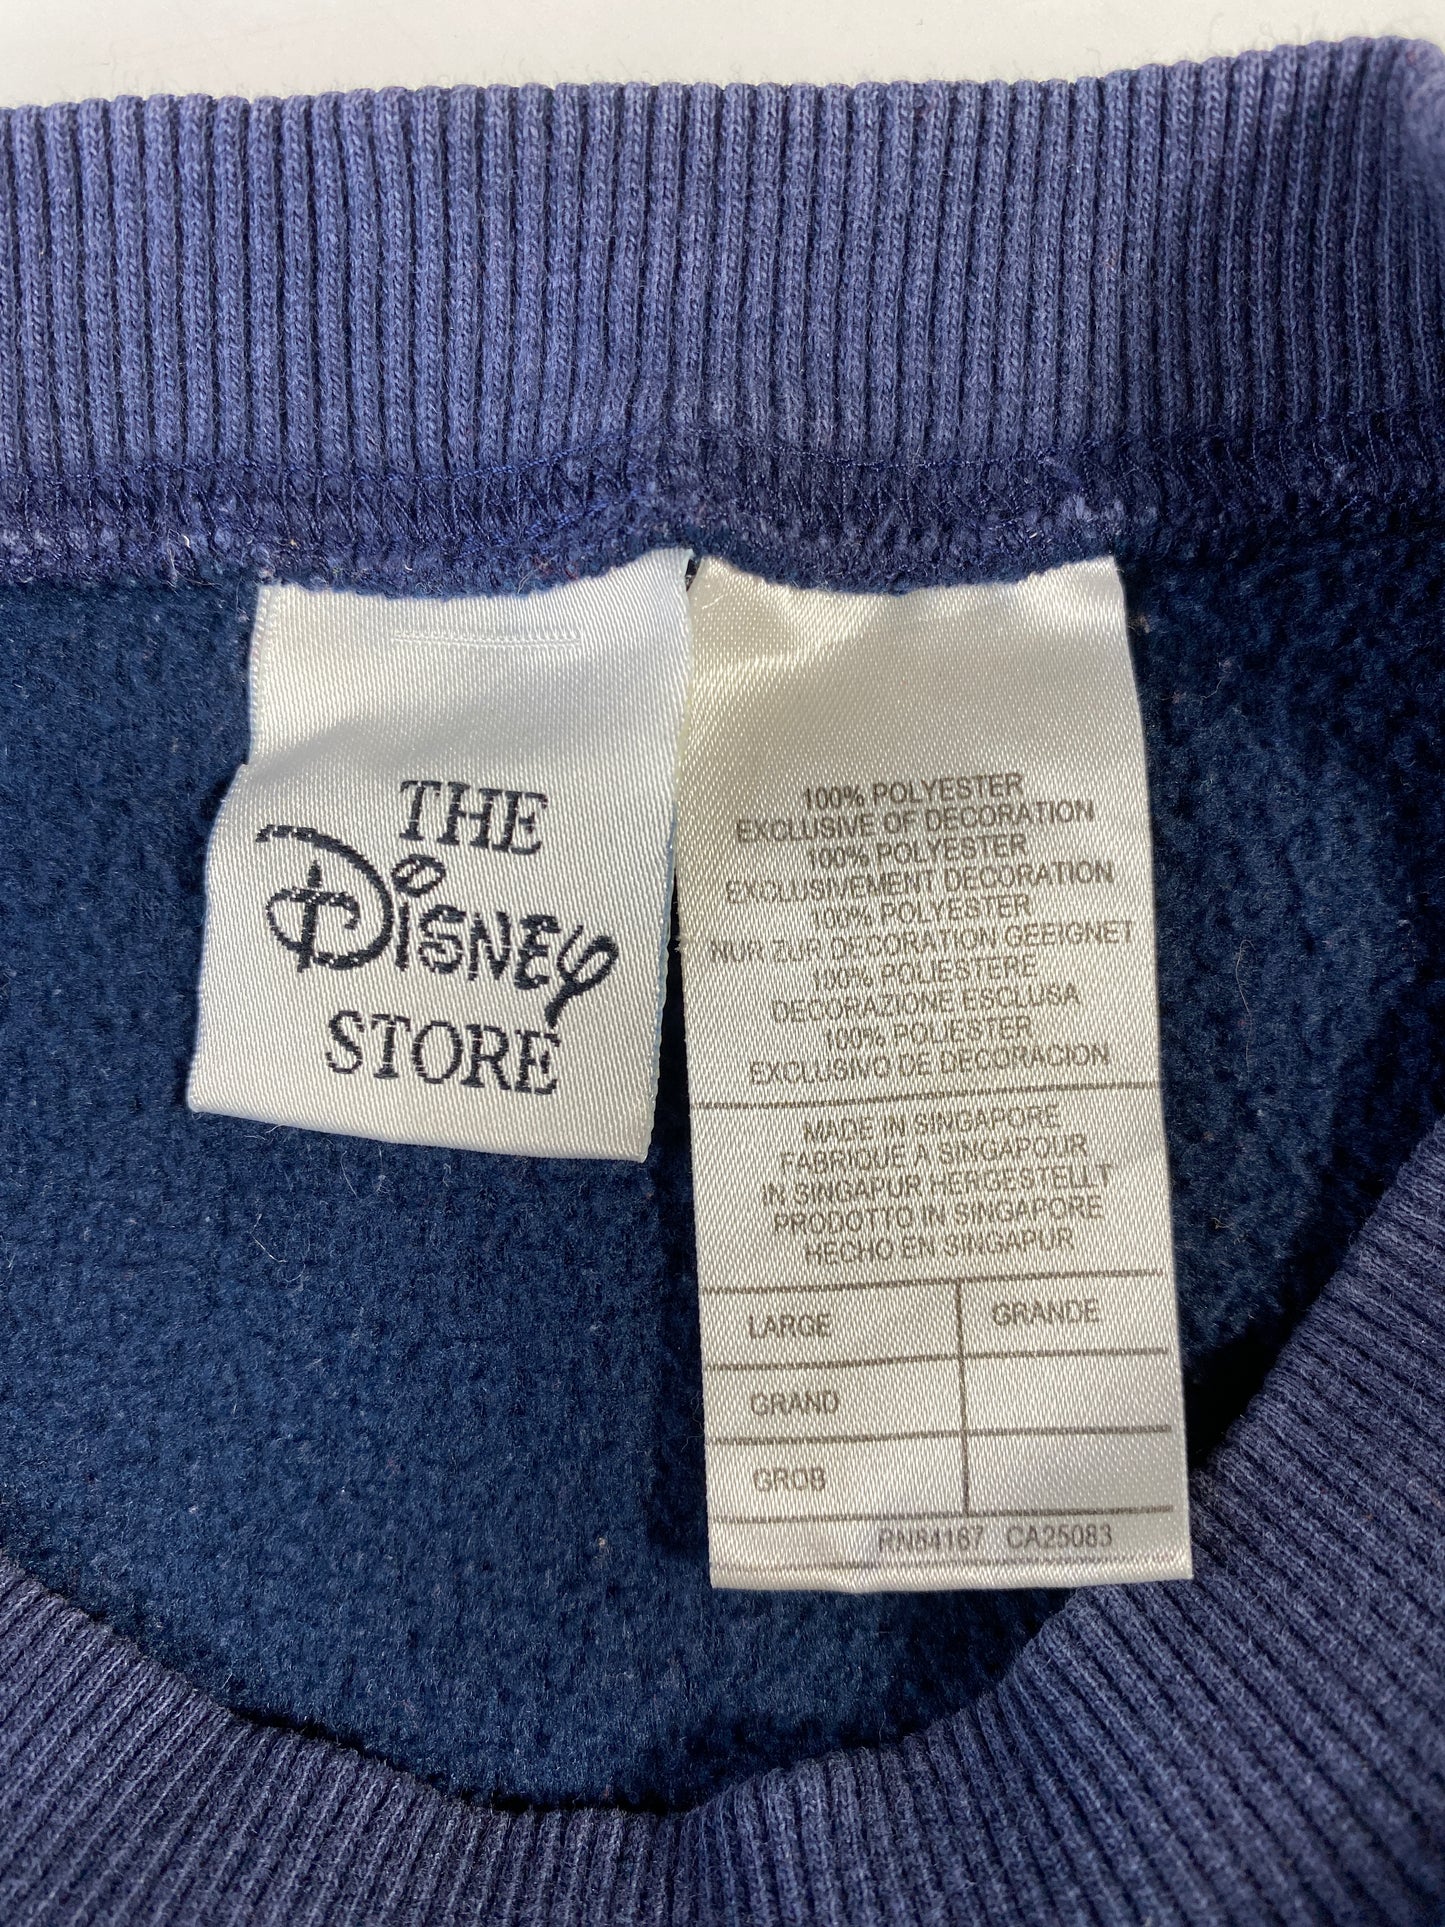 THE
DiSNEY
STORE
100% POLYESTER
EXCLUSIVE OF DECORATION
100% POLYESTER
EXCLUSIVEMENT DECORATION
100% POLYESTER
NUR ZUR DECORATION GEEIGNET
100% POLIESTERE
DECORAZIONE ESCLUSA
100% POLIESTER
EXCLUSIVO DE DECORACION
MADE IN SINGAPORE
FABRIQUE A SINGAPOUR
IN SINGAPUR HERGESTELLT
PRODOTTO IN SINGAPORE
HECHO EN SINGAPUR
LARGE GRANDE
GRAND
GROB
RN84167 CA25083